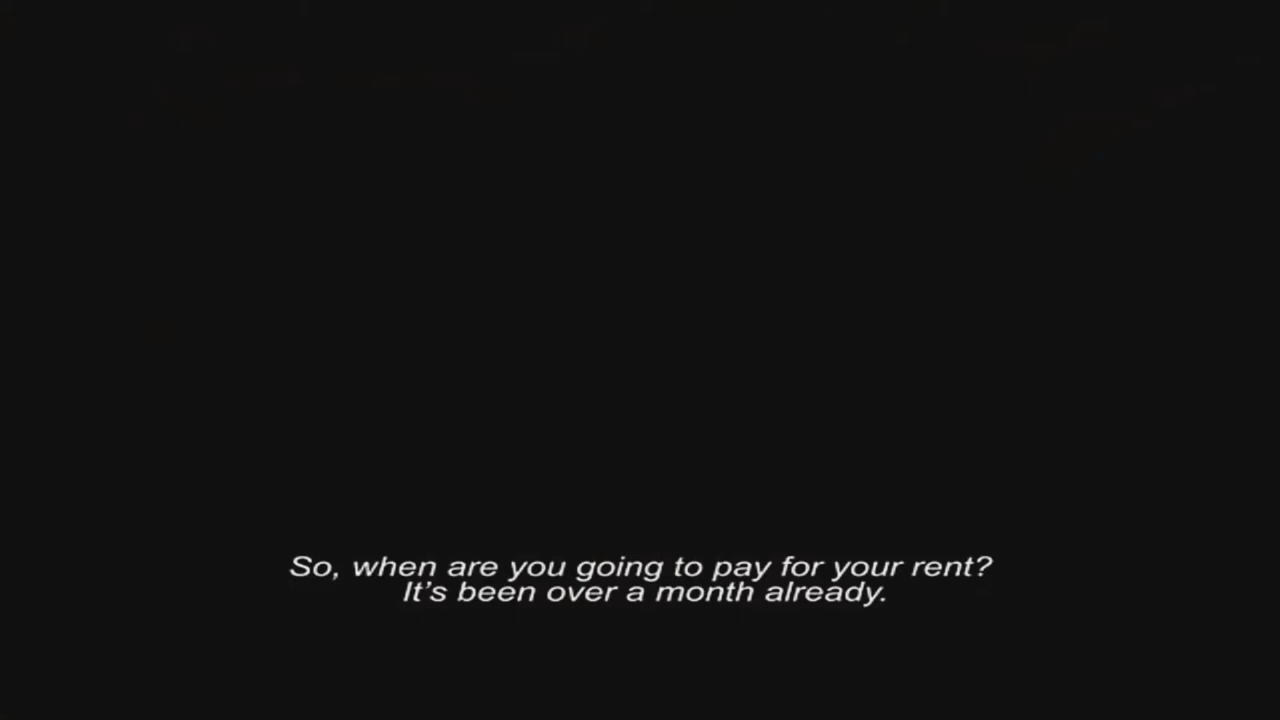 So, when are you going to pay for your rent?
It's been over a month already.